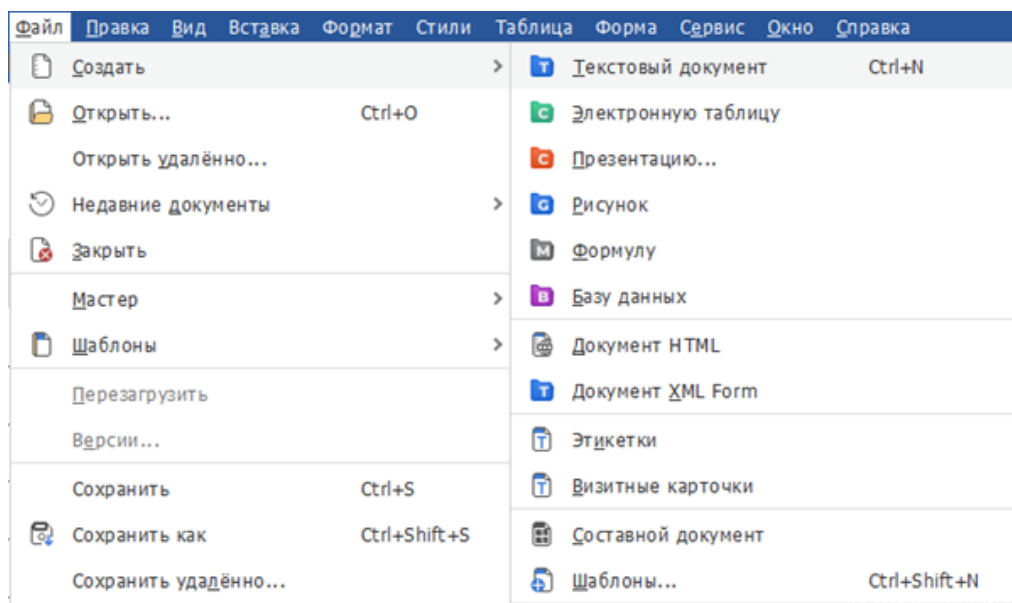 Файл Правка Вид Вставка Формат Стили Таблица Форма Сервис Окно Справка
Создать
Открыть... Ctrl+O
Открыть удалённо...
Недавние документы
Закрыть
Мастер
Шаблоны
Перезагрузить
Версии...
Сохранить Ctrl+S
Сохранить как Ctrl+Shift+S
Сохранить удалённо...
Текстовый документ Ctrl+N
Электронную таблицу
Презентацию...
Рисунок
Формулу
Базу данных
Документ HTML
Документ XML Form
Этикетки
Визитные карточки
Составной документ
Шаблоны... Ctrl+Shift+N